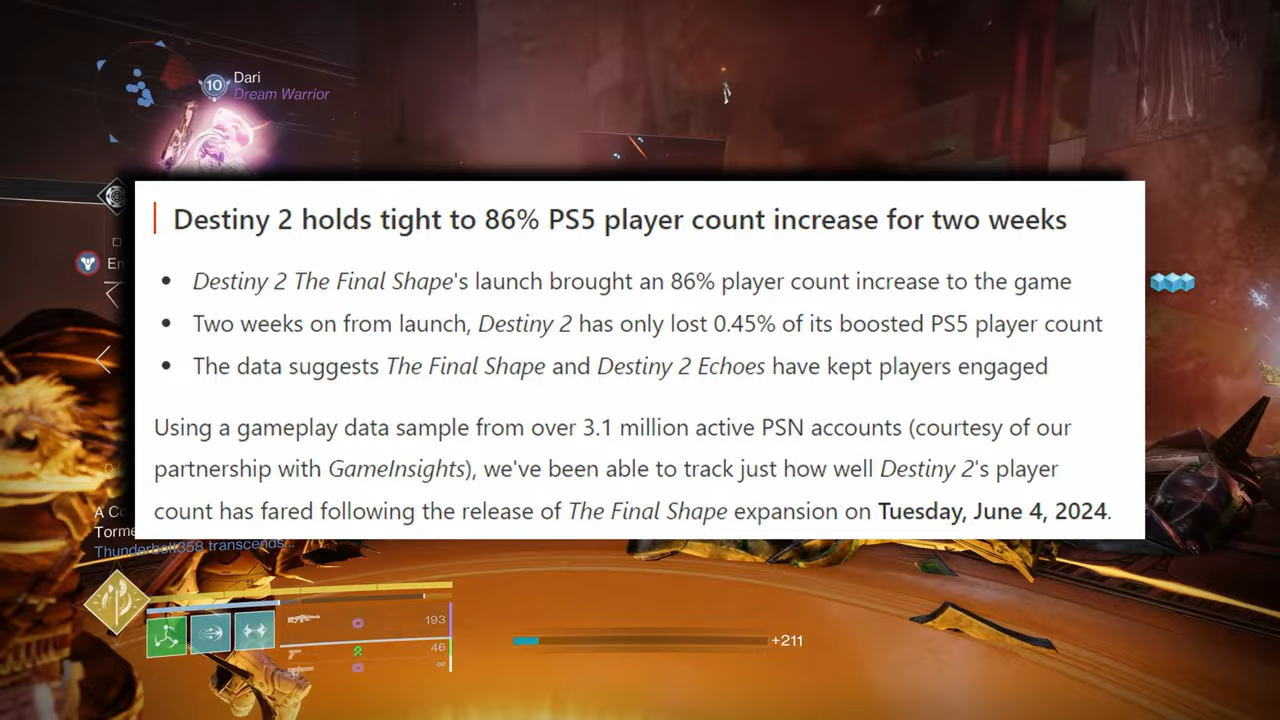 10
Dari
Dream Warrior
Destiny 2 holds tight to 86% PS5 player count increase for two weeks
• Destiny 2 The Final Shape's launch brought an 86% player count increase to the game
• Two weeks on from launch, Destiny 2 has only lost 0.45% of its boosted PS5 player count
• The data suggests The Final Shape and Destiny 2 Echoes have kept players engaged
Using a gameplay data sample from over 3.1 million active PSN accounts (courtesy of our
partnership with GameInsights), we've been able to track just how well Destiny 2's player
count has fared following the release of The Final Shape expansion on Tuesday, June 4, 2024.
Thunderbolt358 transcends...
193
46
∞
+211